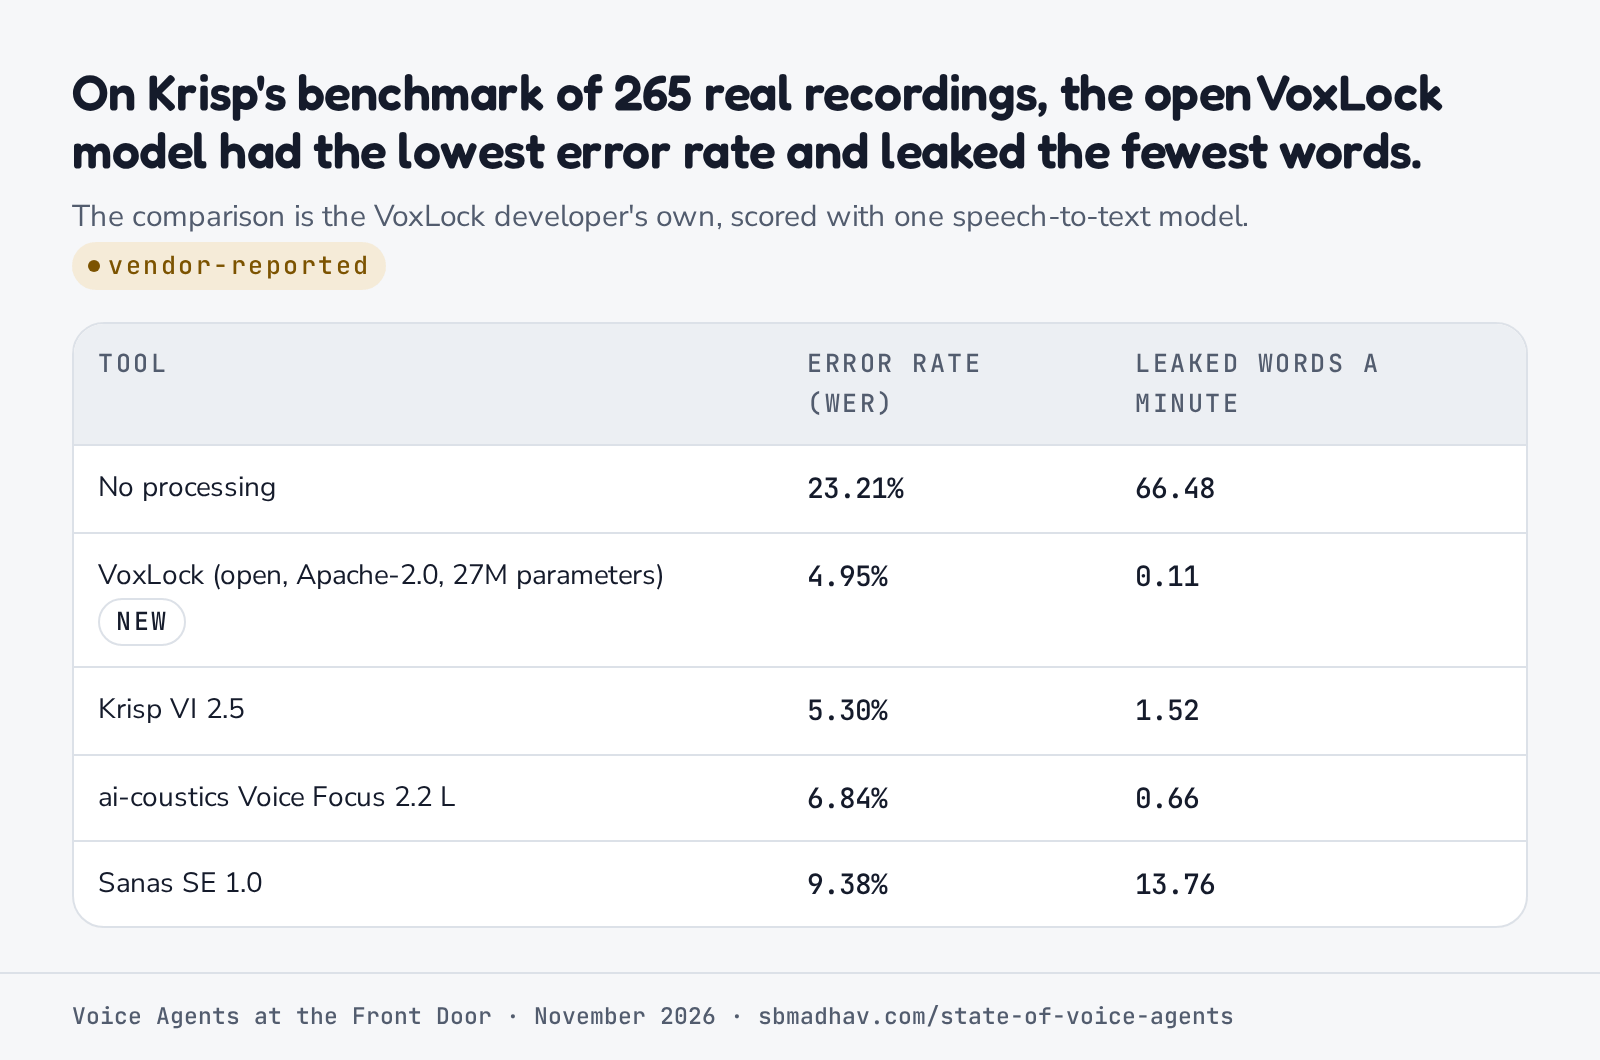 On Krisp's benchmark of 265 real recordings, the open VoxLock
model had the lowest error rate and leaked the fewest words.
The comparison is the VoxLock developer's own, scored with one speech-to-text model.
vendor-reported
TOOL
ERROR RATE
(WER)
LEAKED WORDS A
MINUTE
No processing 23.21% 66.48
VoxLock (open, Apache-2.0, 27M parameters) 4.95% 0.11
NEW
Krisp VI 2.5 5.30% 1.52
ai-coustics Voice Focus 2.2 L 6.84% 0.66
Sanas SE 1.0 9.38% 13.76
Voice Agents at the Front Door · November 2026 · sbmadhav.com/state-of-voice-agents